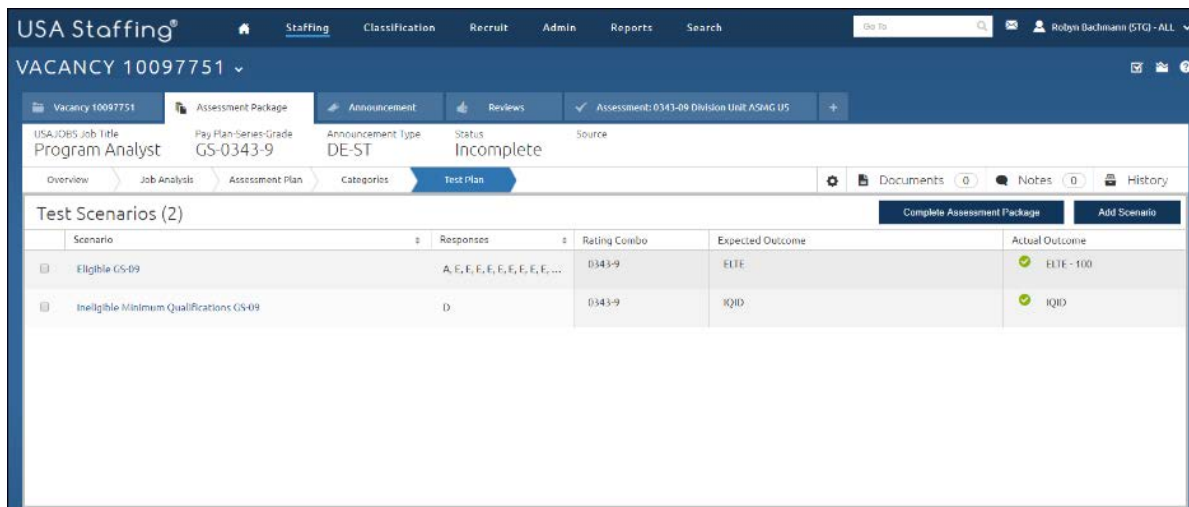 USA Staffing®
Staffing Classification Recruit Admin Reports Search
Go To
Robyn Bachmann (STG) - ALL
VACANCY 10097751
Vacancy 10097751 Assessment Package Announcement Reviews Assessment: 0343-09 Division Unit ASMG U5 +
USAJOBS Job Title Pay Plan-Series-Grade Announcement Type Status Source
Program Analyst GS-0343-9 DE-ST Incomplete
Overview Job Analysis Assessment Plan Categories Test Plan Documents 0 Notes 0 History
Test Scenarios (2) Complete Assessment Package Add Scenario
Scenario Responses Rating Combo Expected Outcome Actual Outcome
Eligible GS-09 A, E, E, E, E, E, E, E, E, E, ... 0343-9 ELTE ELTE - 100
Ineligible Minimum Qualifications GS-09 D 0343-9 IQID IQID